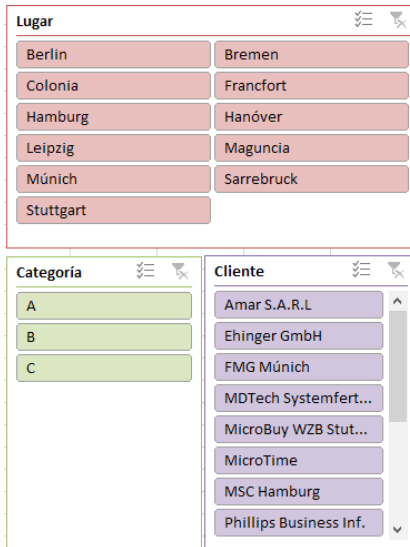 Lugar
Berlin
Bremen
Colonia
Francfort
Hamburg
Hanóver
Leipzig
Maguncia
Múnich
Sarrebruck
Stuttgart
Categoría
A
B
C
Cliente
Amar S.A.R.L
Ehinger GmbH
FMG Múnich
MDTech Systemfert...
MicroBuy WZB Stut...
MicroTime
MSC Hamburg
Phillips Business Inf.